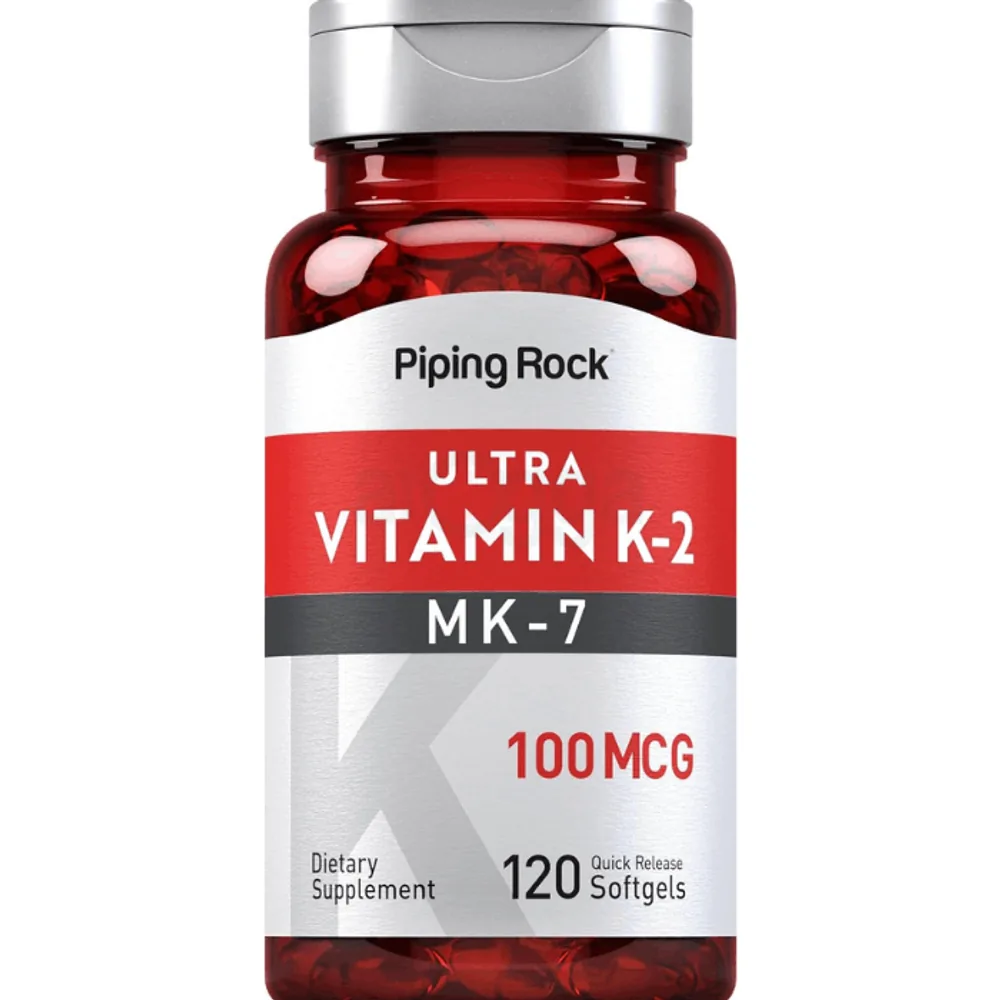 Piping Rock
ULTRA
VITAMIN K-2
MK-7
100 MCG
Dietary
Supplement
120 Quick Release
Softgels